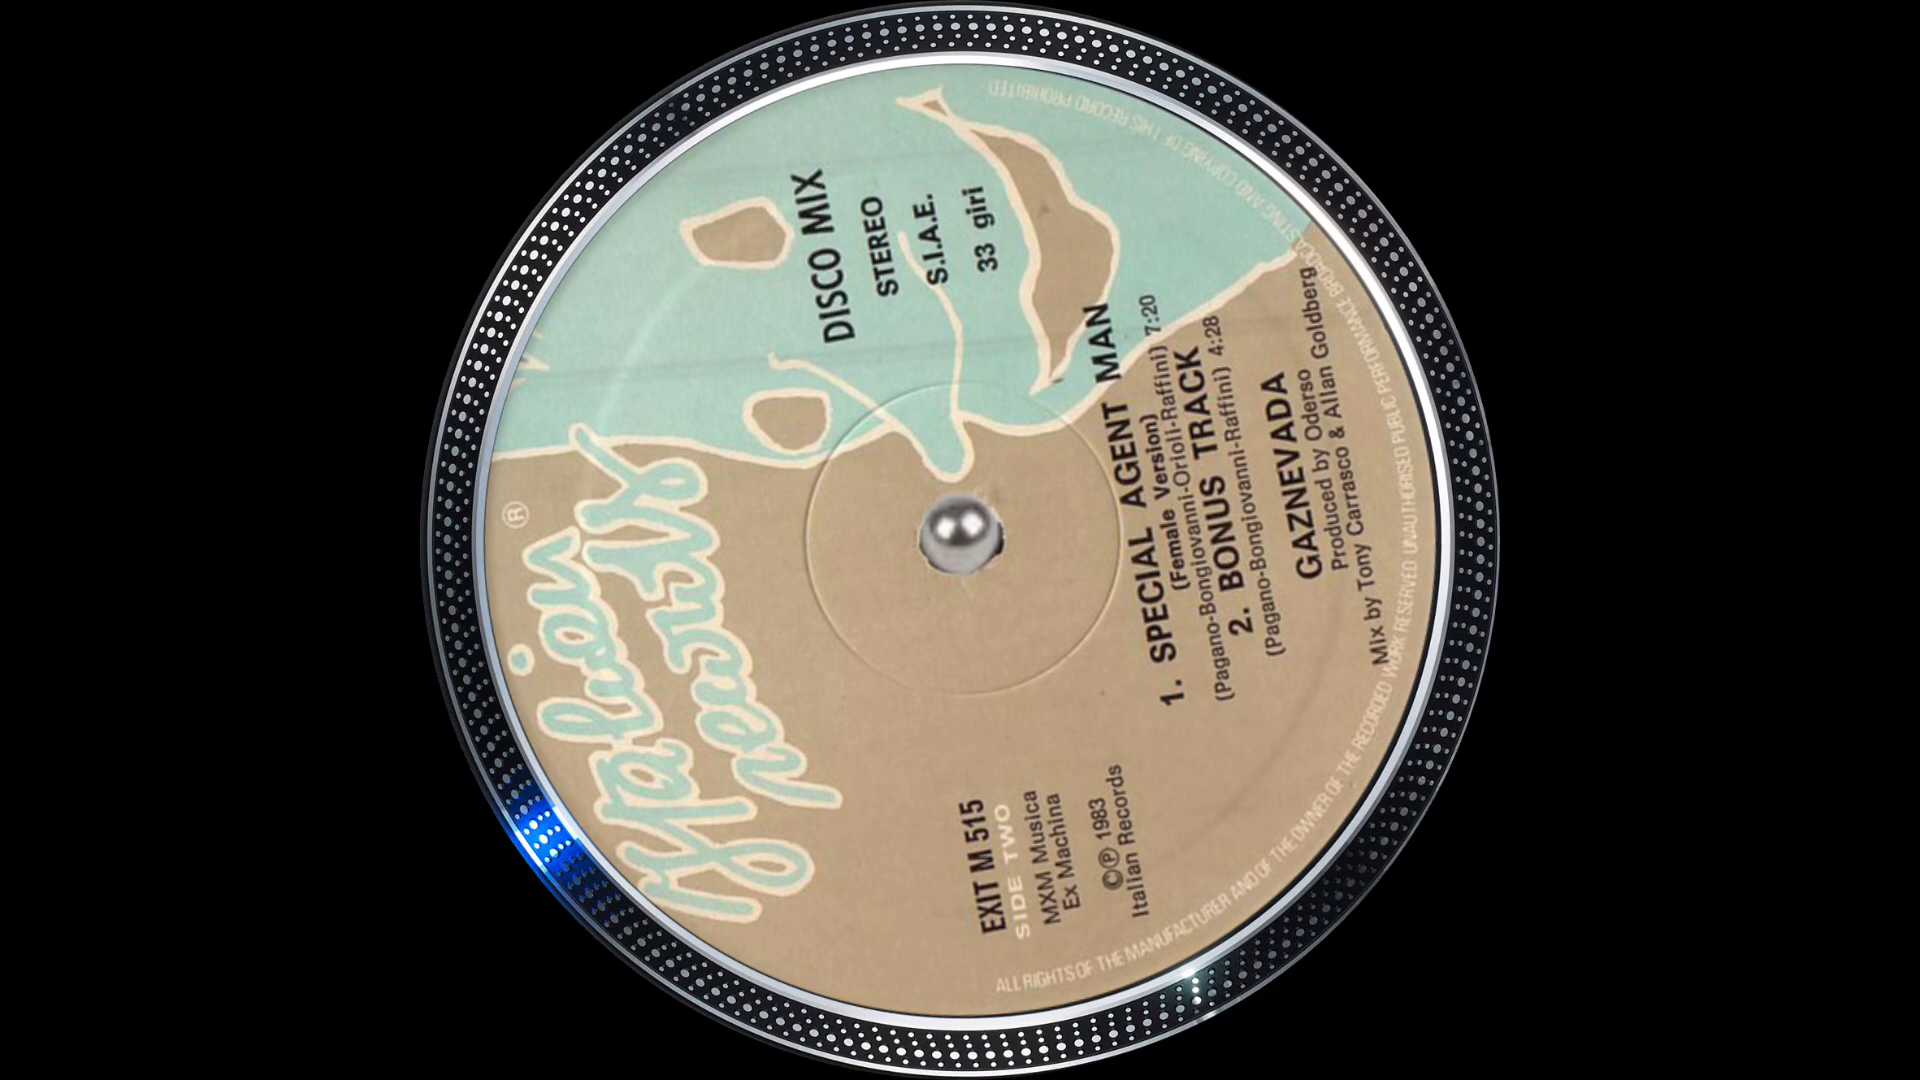 Italian
Records
®
DISCO MIX
STEREO
S.I.A.E.
33 giri
EXIT M 515
SIDE TWO
MXM Musica
Ex Machina
©℗ 1983
Italian Records
1. SPECIAL AGENT MAN
(Female Version)
(Pagano-Bongiovanni-Orioli-Raffini) 7:20
2. BONUS TRACK
(Pagano-Bongiovanni-Raffini) 4:28
GAZNEVADA
Produced by Oderso
Mix by Tony Carrasco & Allan Goldberg
ALL RIGHTS OF THE MANUFACTURER AND OF THE OWNER OF THE RECORDED WORK RESERVED UNAUTHORISED PUBLIC PERFORMANCE BROADCASTING AND COPYING OF THIS RECORD PROHIBITED